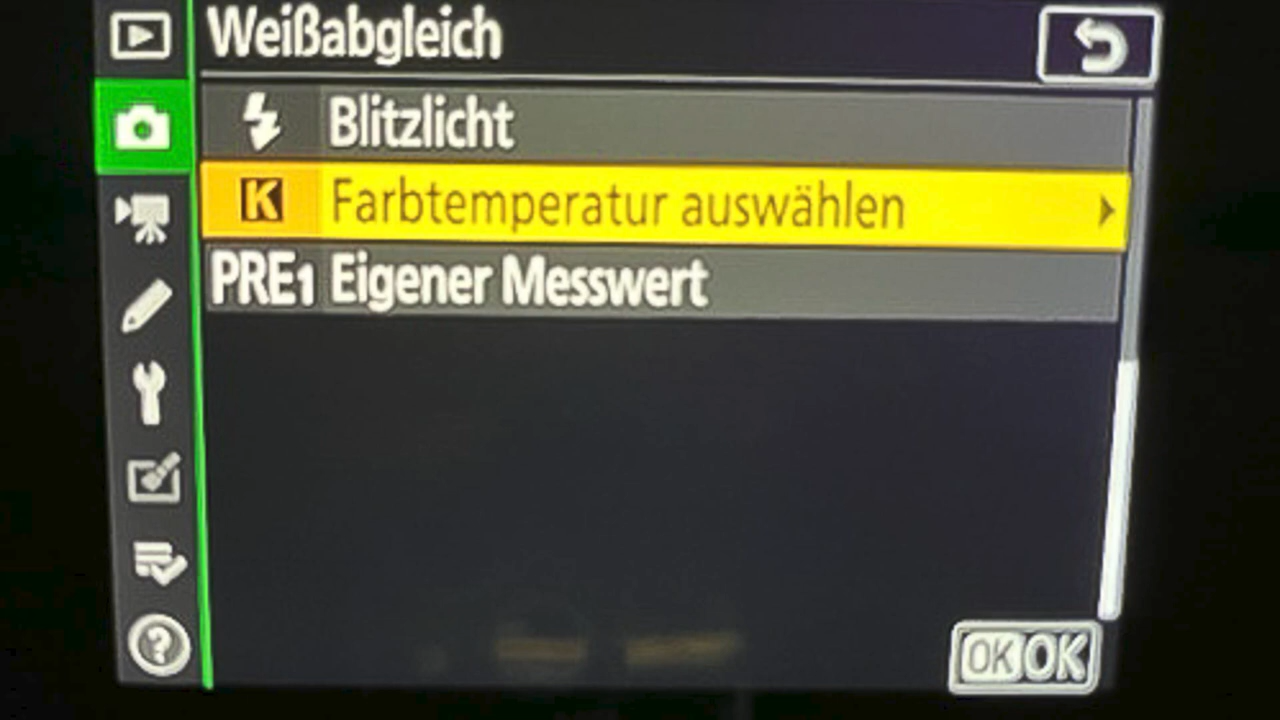 Weißabgleich
Blitzlicht
K Farbtemperatur auswählen
PRE1 Eigener Messwert
?
OK OK